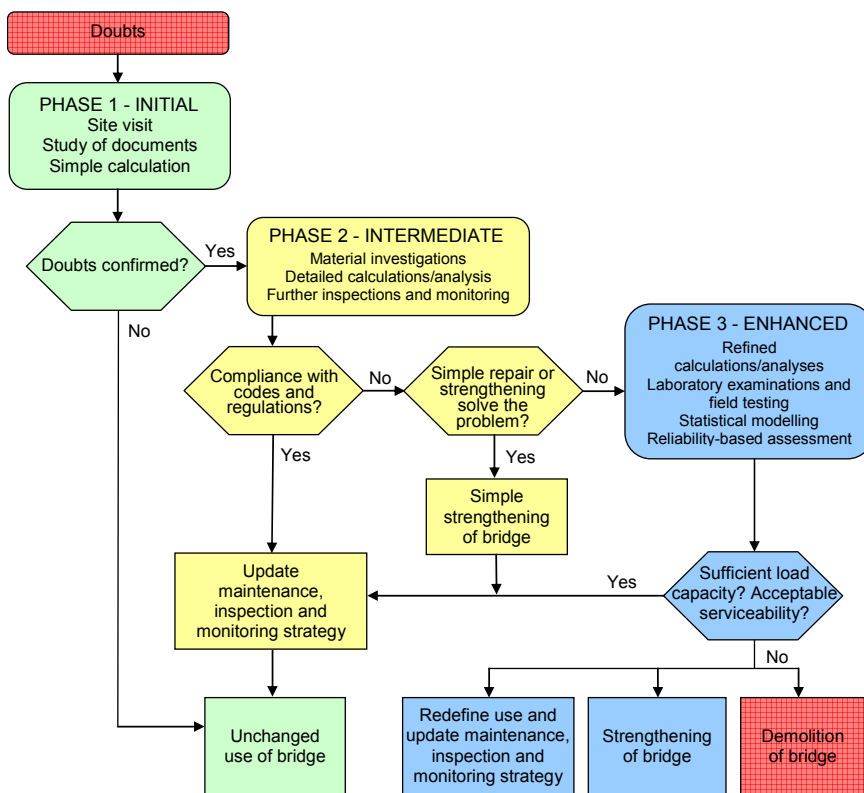 Doubts
PHASE 1 - INITIAL
Site visit
Study of documents
Simple calculation
Doubts confirmed?
Yes
No
PHASE 2 - INTERMEDIATE
Material investigations
Detailed calculations/analysis
Further inspections and monitoring
Compliance with
codes and
regulations?
No
Yes
Simple repair or
strengthening
solve the
problem?
No
Yes
PHASE 3 - ENHANCED
Refined
calculations/analyses
Laboratory examinations and
field testing
Statistical modelling
Reliability-based assessment
Simple
strengthening
of bridge
Update
maintenance,
inspection and
monitoring strategy
Yes
Sufficient load
capacity? Acceptable
serviceability?
No
Unchanged
use of bridge
Redefine use and
update maintenance,
inspection and
monitoring strategy
Strengthening
of bridge
Demolition
of bridge